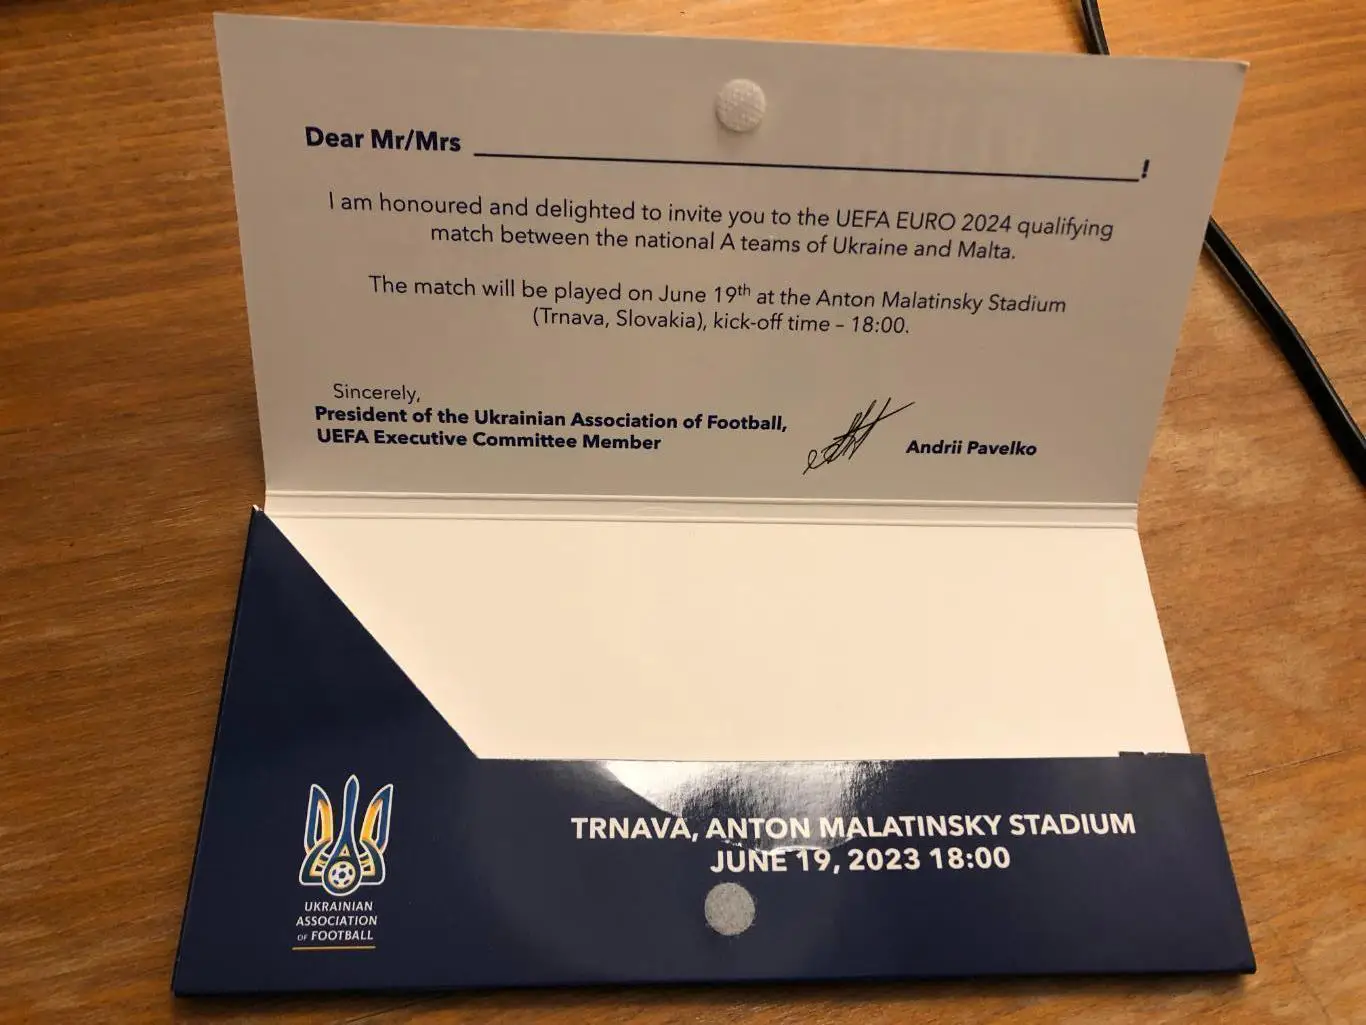 Dear Mr/Mrs ____________________!
I am honoured and delighted to invite you to the UEFA EURO 2024 qualifying
match between the national A teams of Ukraine and Malta.
The match will be played on June 19th at the Anton Malatinsky Stadium
(Trnava, Slovakia), kick-off time – 18:00.
Sincerely,
President of the Ukrainian Association of Football,
UEFA Executive Committee Member
Andrii Pavelko
TRNAVA, ANTON MALATINSKY STADIUM
JUNE 19, 2023 18:00
UKRAINIAN
ASSOCIATION
OF FOOTBALL